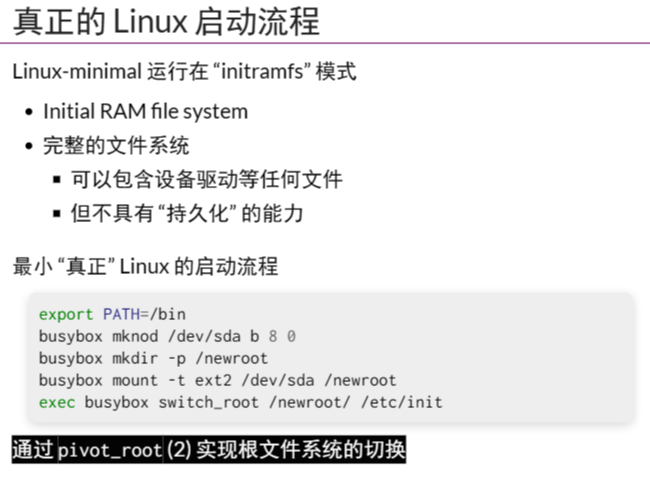 真正的 Linux 启动流程
Linux-minimal 运行在 “initramfs” 模式
• Initial RAM file system
• 完整的文件系统
▪ 可以包含设备驱动等任何文件
▪ 但不具有 “持久化” 的能力
最小 “真正” Linux 的启动流程
export PATH=/bin
busybox mknod /dev/sda b 8 0
busybox mkdir -p /newroot
busybox mount -t ext2 /dev/sda /newroot
exec busybox switch_root /newroot/ /etc/init
通过 pivot_root (2) 实现根文件系统的切换